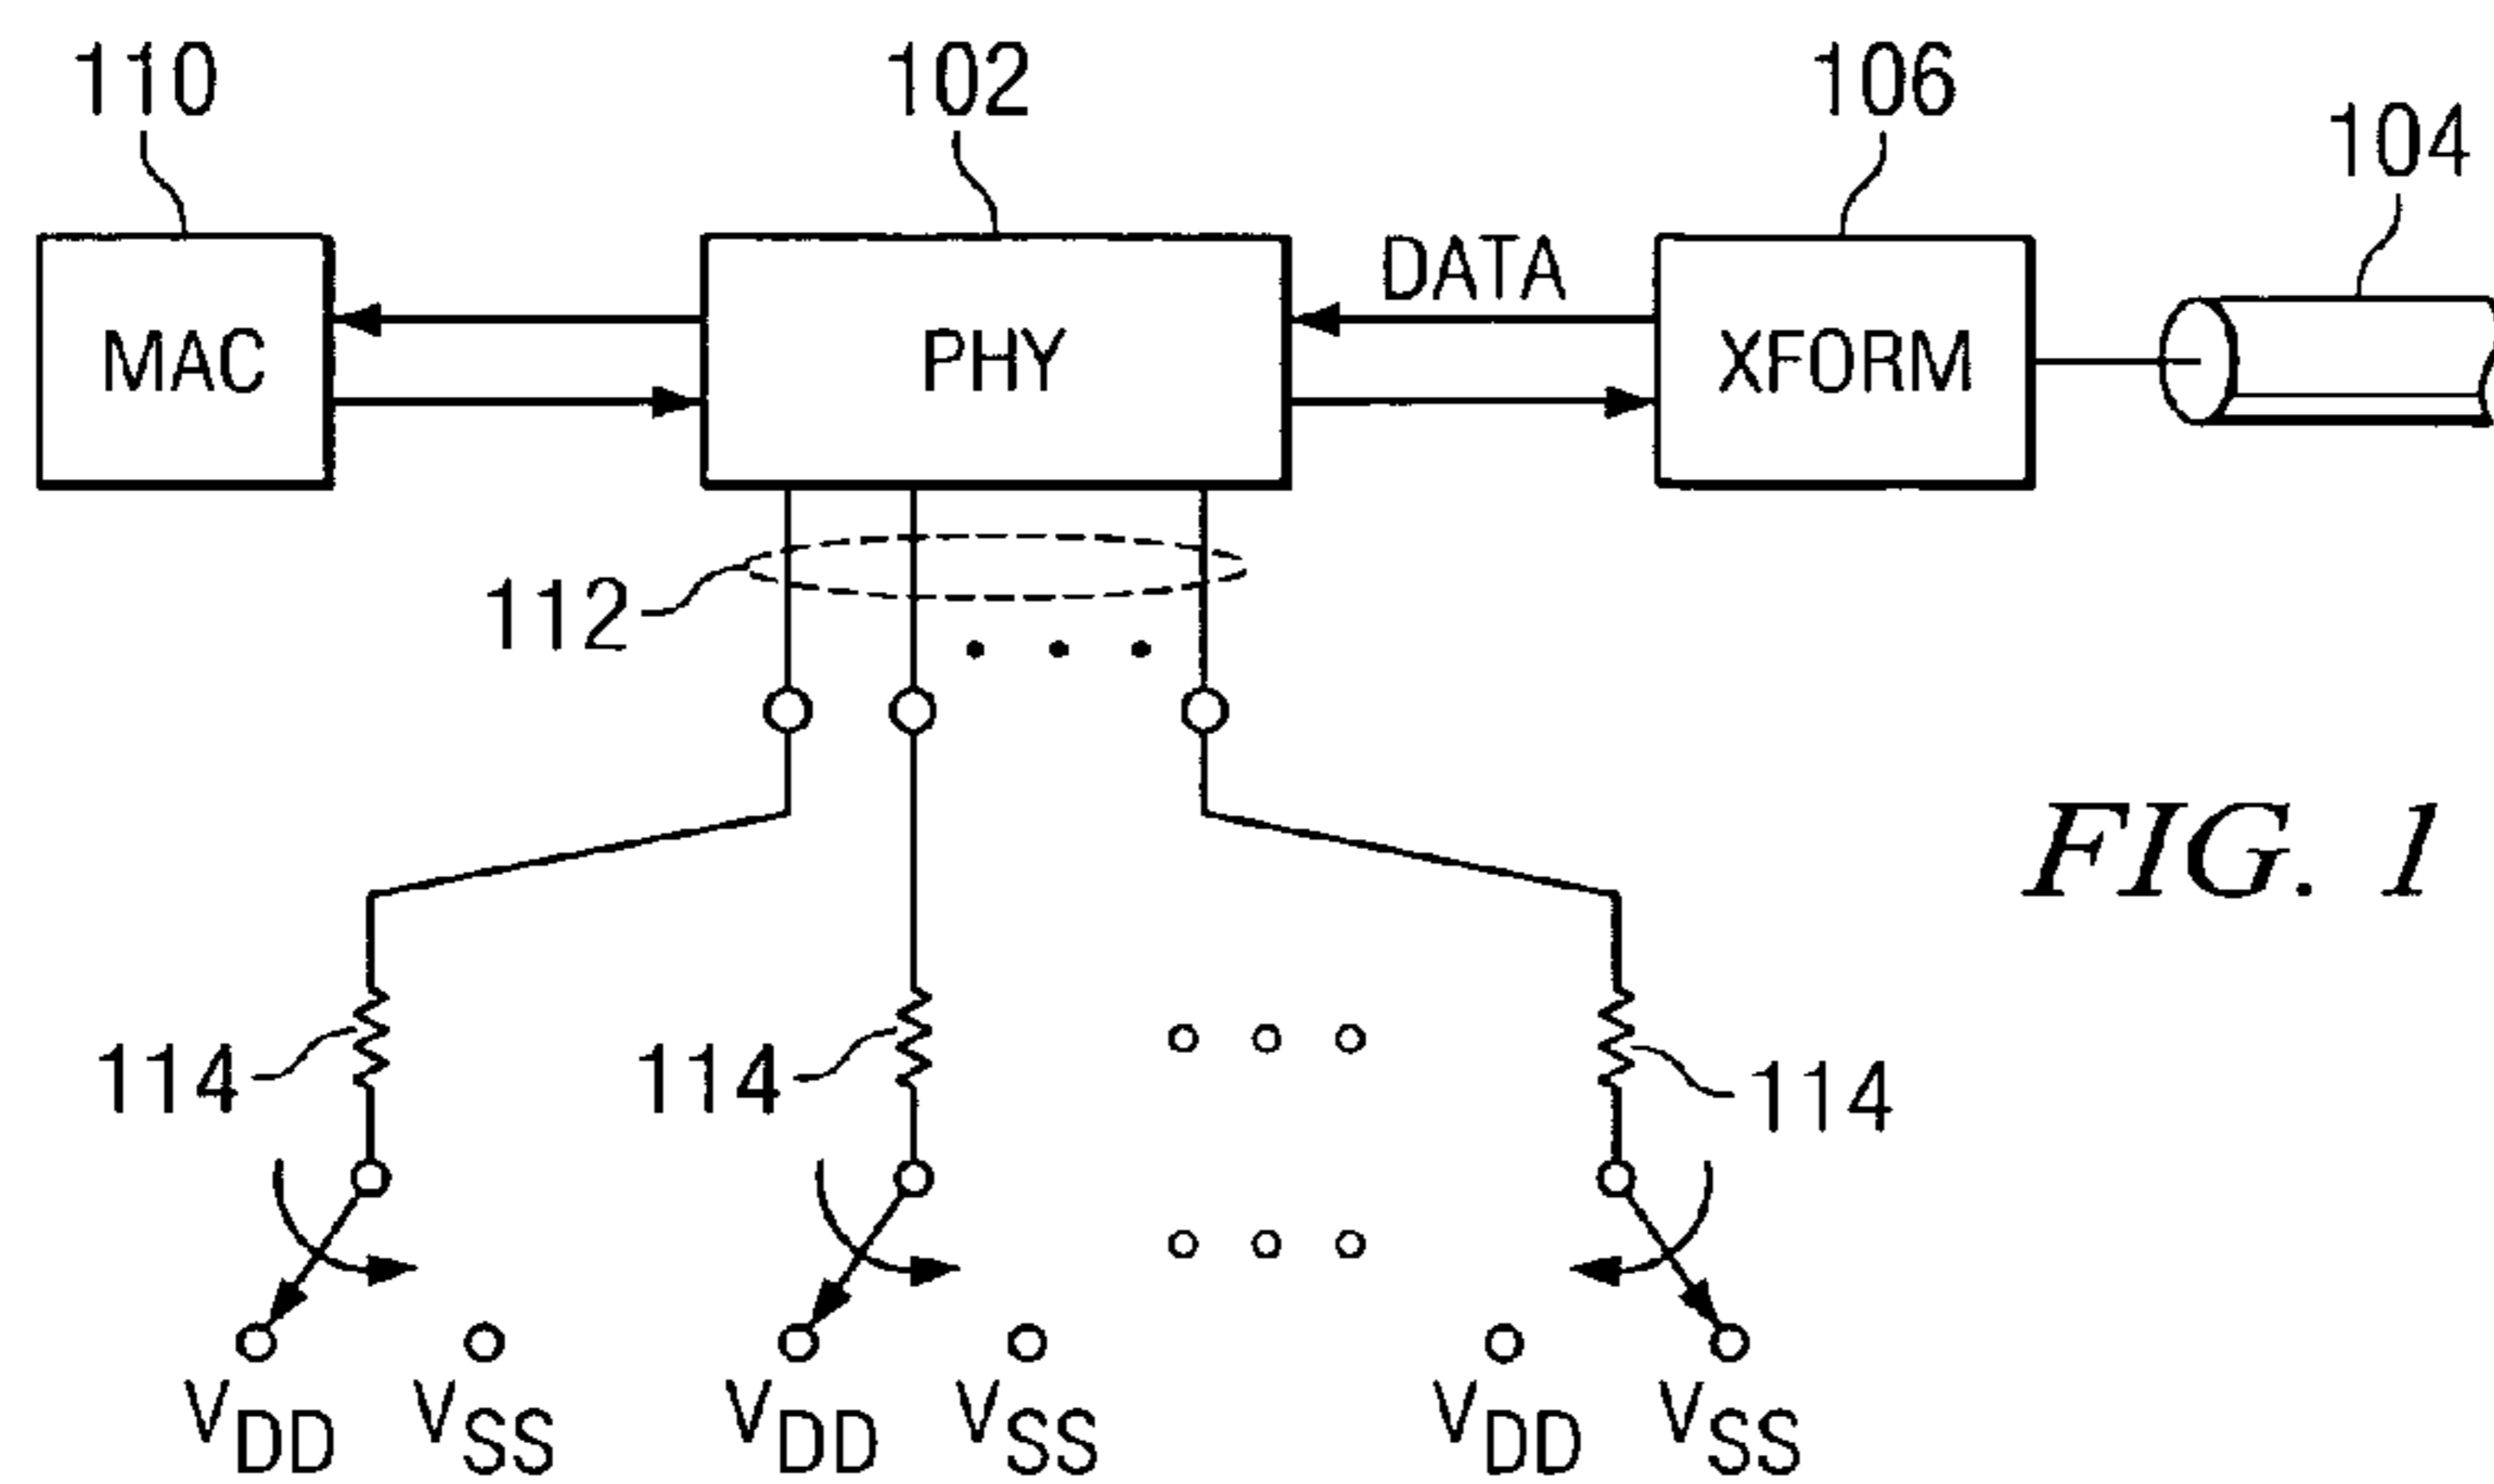 110 102 106
104
DATA
MAC PHY XFORM
112
FIG. 1
114 114 114
VDD VSS VDD VSS VDD VSS